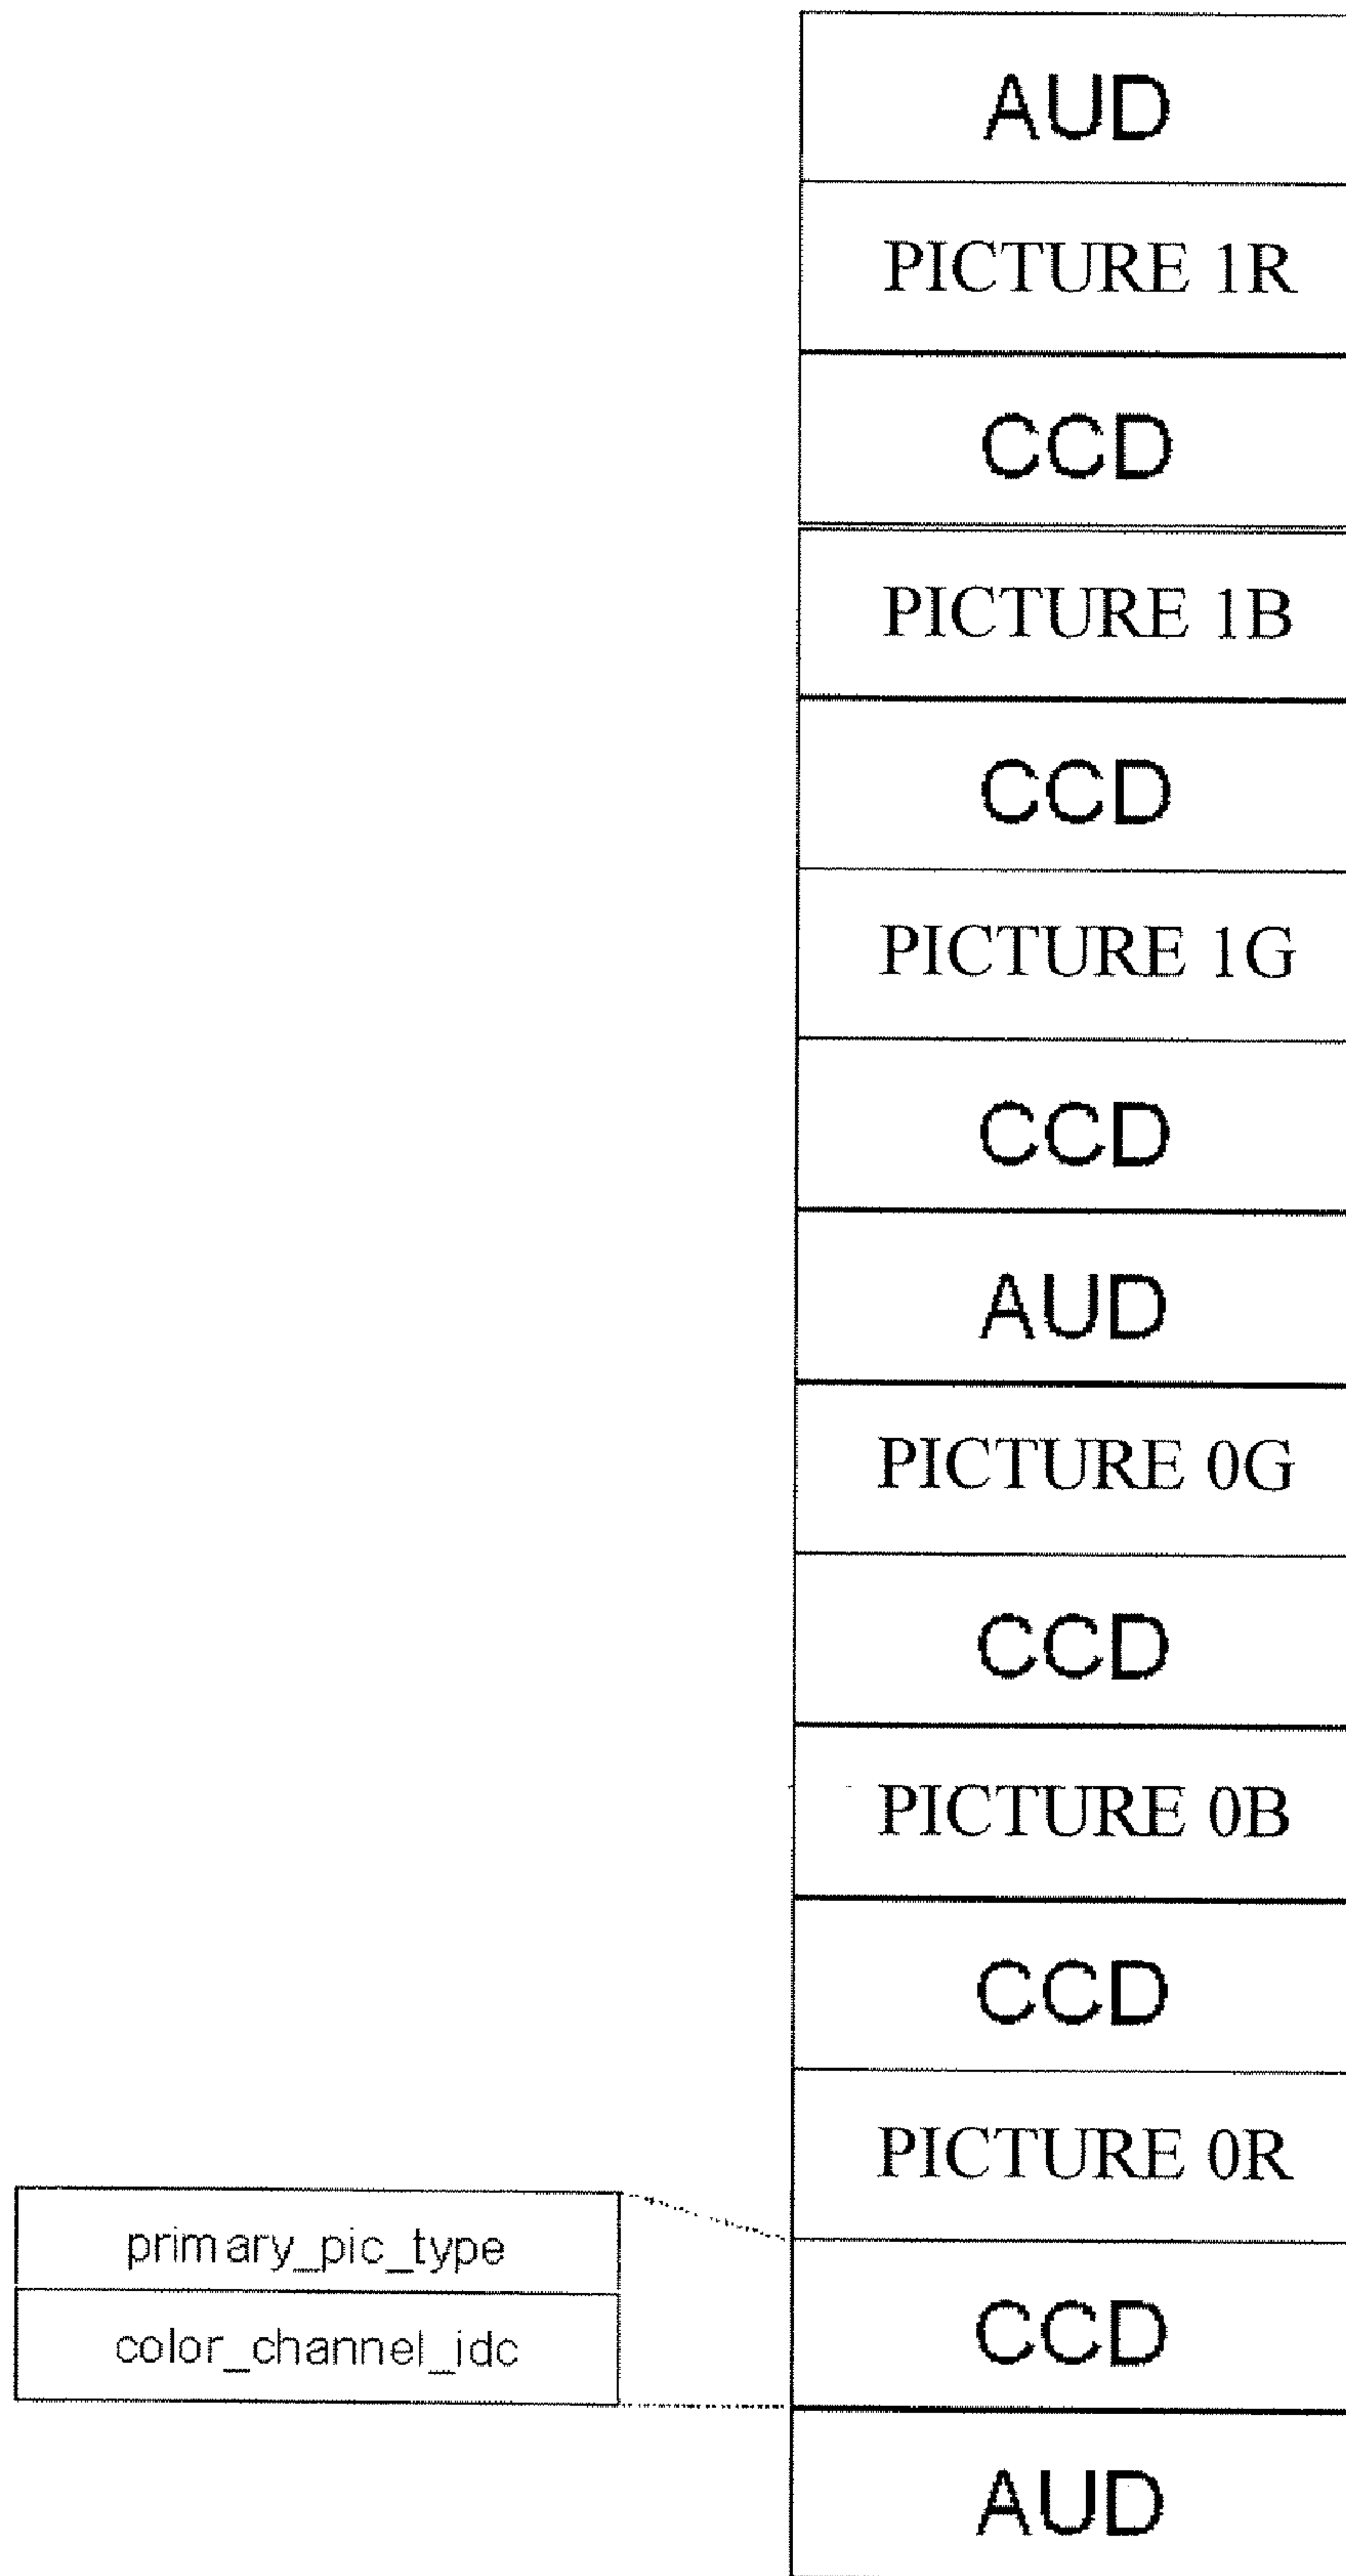 AUD
PICTURE 1R
CCD
PICTURE 1B
CCD
PICTURE 1G
CCD
AUD
PICTURE 0G
CCD
PICTURE 0B
CCD
PICTURE 0R
primary_pic_type
color_channel_idc
CCD
AUD